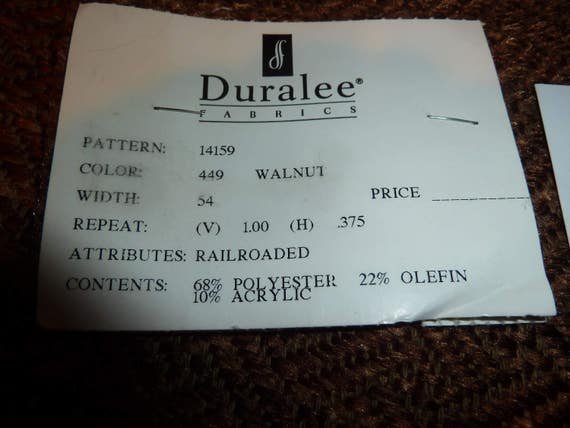 Duralee®
FABRICS
PATTERN: 14159
COLOR: 449 WALNUT
WIDTH: 54 PRICE __________
REPEAT: (V) 1.00 (H) .375
ATTRIBUTES: RAILROADED
CONTENTS: 68% POLYESTER 22% OLEFIN
10% ACRYLIC